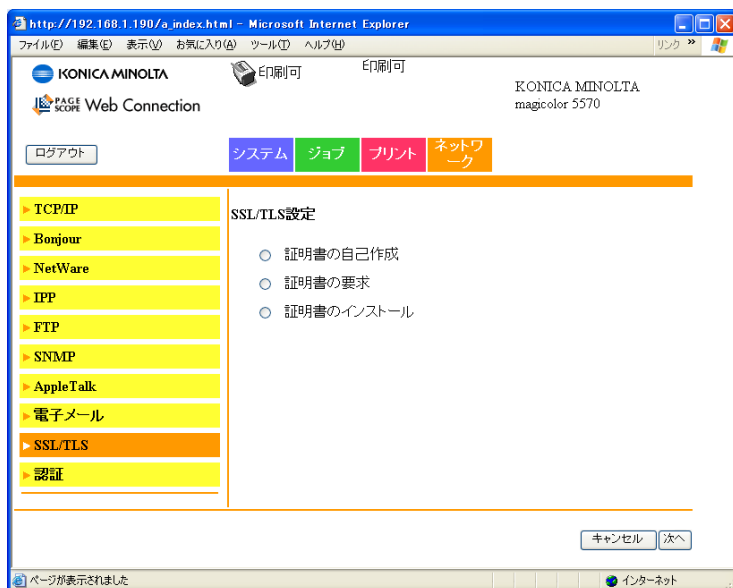 http://192.168.1.190/a_index.html - Microsoft Internet Explorer
ファイル(F) 編集(E) 表示(V) お気に入り(A) ツール(T) ヘルプ(H) リンク »
KONICA MINOLTA
印刷可
印刷可
KONICA MINOLTA
magicolor 5570
PAGE SCOPE Web Connection
ログアウト
システム
ジョブ
プリント
ネットワ
ーク
TCP/IP
Bonjour
NetWare
IPP
FTP
SNMP
AppleTalk
電子メール
SSL/TLS
認証
SSL/TLS設定
証明書の自己作成
証明書の要求
証明書のインストール
キャンセル
次へ
ページが表示されました
インターネット